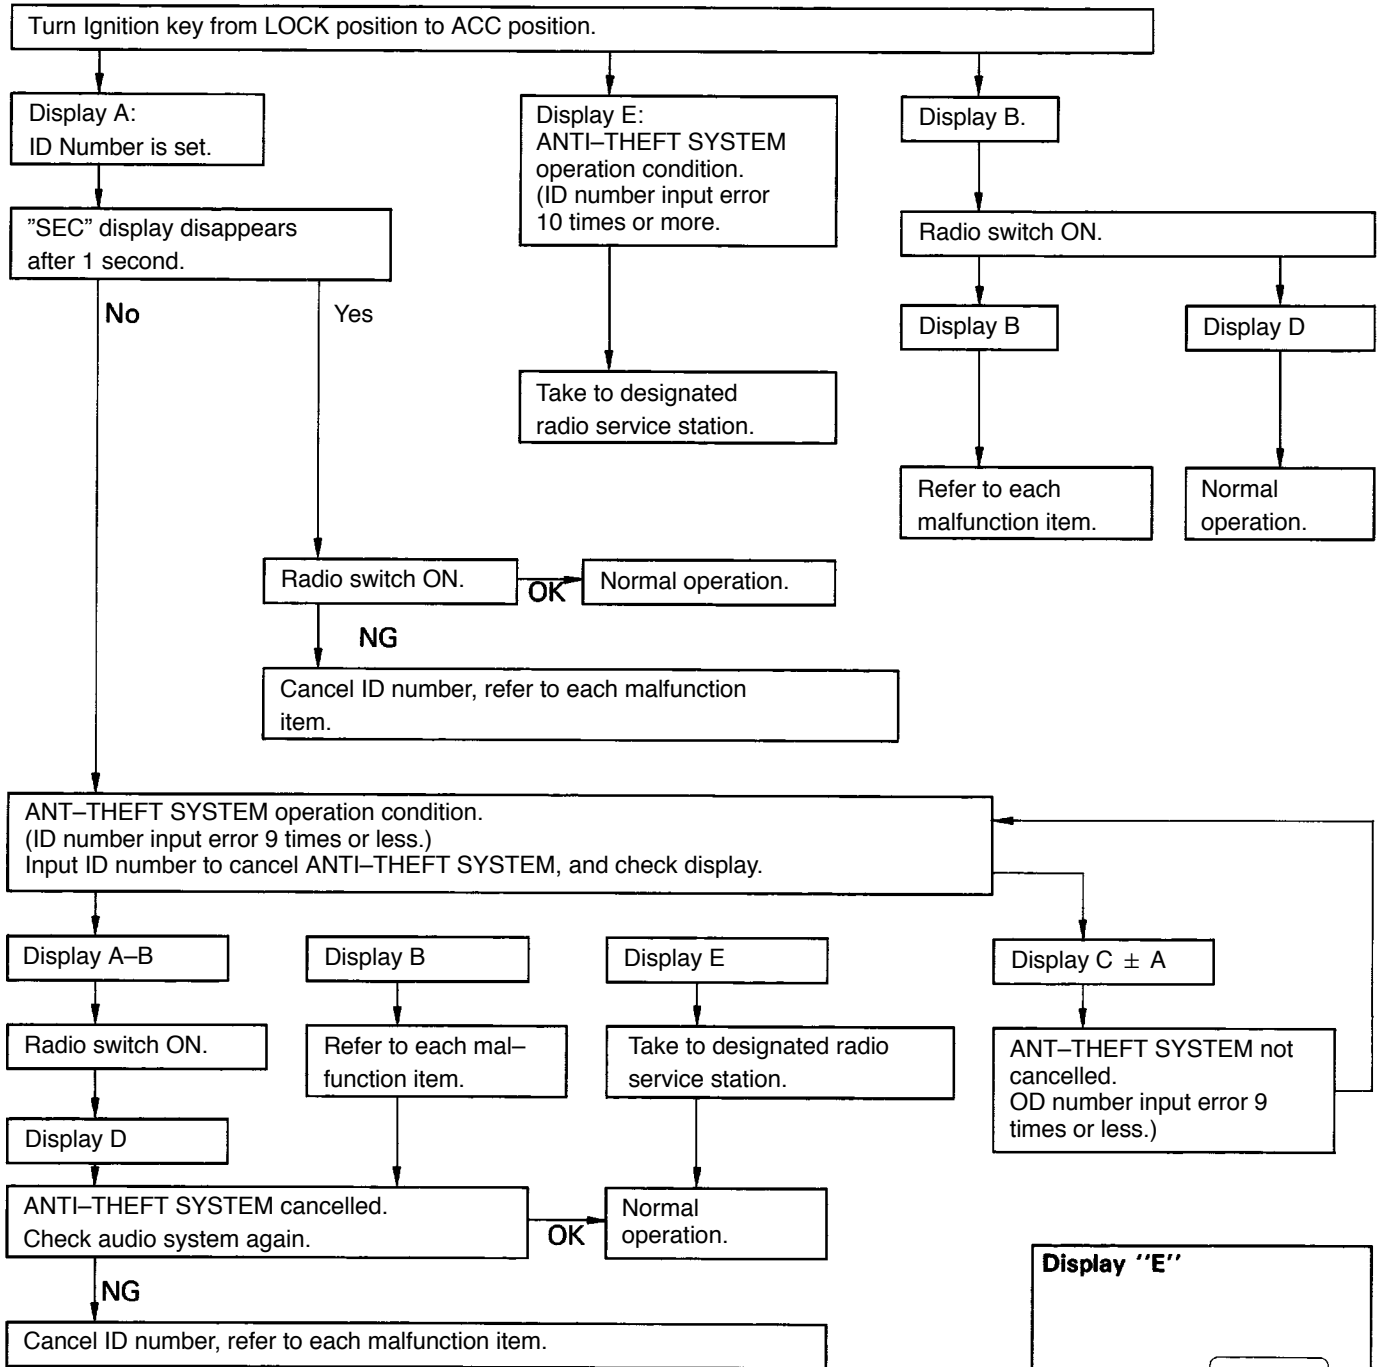 Turn Ignition key from LOCK position to ACC position.
Display A:
ID Number is set.
Display E:
ANTI–THEFT SYSTEM
operation condition.
(ID number input error
10 times or more.
Display B.
"SEC" display disappears
after 1 second.
Radio switch ON.
No
Yes
Display B
Display D
Take to designated
radio service station.
Refer to each
malfunction item.
Normal
operation.
Radio switch ON.
OK
Normal operation.
NG
Cancel ID number, refer to each malfunction
item.
ANT–THEFT SYSTEM operation condition.
(ID number input error 9 times or less.)
Input ID number to cancel ANTI–THEFT SYSTEM, and check display.
Display A–B
Display B
Display E
Display C ± A
Radio switch ON.
Refer to each mal–
function item.
Take to designated radio
service station.
ANT–THEFT SYSTEM not
cancelled.
OD number input error 9
times or less.)
Display D
ANTI–THEFT SYSTEM cancelled.
Check audio system again.
OK
Normal
operation.
NG
Display "E"
Cancel ID number, refer to each malfunction item.